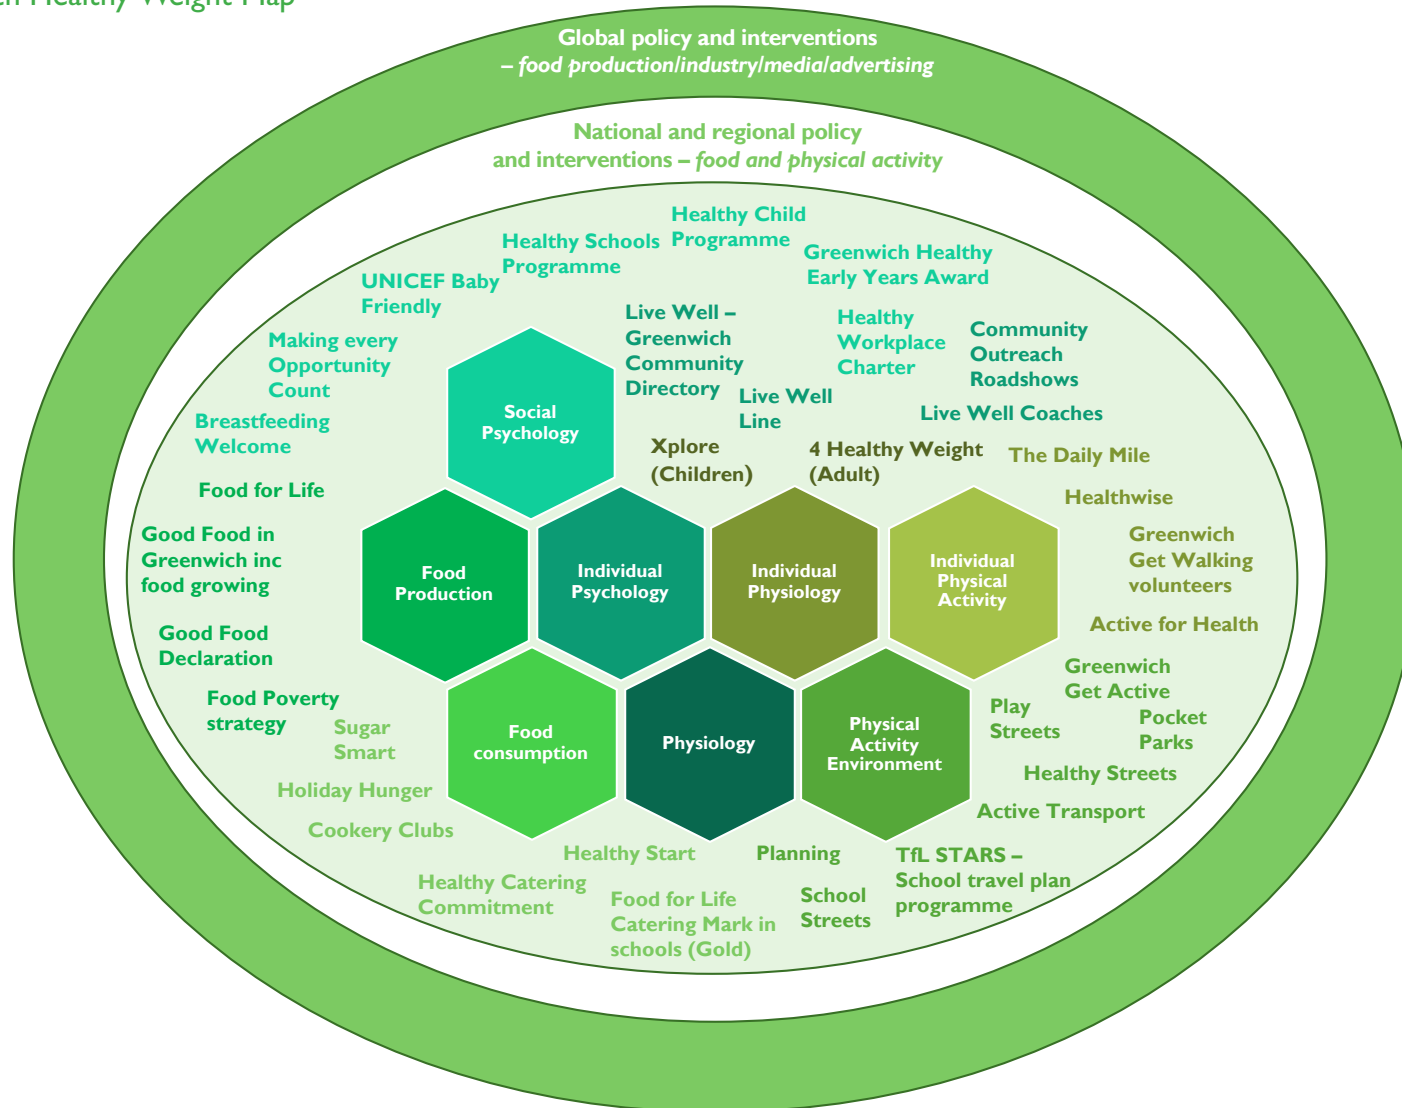 Healthy Weight Map
Global policy and interventions
– food production/industry/media/advertising
National and regional policy
and interventions – food and physical activity
Healthy Child
Programme
Healthy Schools
Programme
Greenwich Healthy
Early Years Award
UNICEF Baby
Friendly
Live Well –
Greenwich
Community
Directory
Healthy
Workplace
Charter
Community
Outreach
Roadshows
Making every
Opportunity
Count
Live Well
Line
Live Well Coaches
Breastfeeding
Welcome
Social
Psychology
Xplore
(Children)
4 Healthy Weight
(Adult)
The Daily Mile
Food for Life
Healthwise
Good Food in
Greenwich inc
food growing
Greenwich
Get Walking
volunteers
Food
Production
Individual
Psychology
Individual
Physiology
Individual
Physical
Activity
Good Food
Declaration
Active for Health
Greenwich
Get Active
Food Poverty
strategy
Sugar
Smart
Play
Streets
Pocket
Parks
Food
consumption
Physiology
Physical
Activity
Environment
Healthy Streets
Holiday Hunger
Active Transport
Cookery Clubs
Healthy Start
Planning
TfL STARS –
School travel plan
programme
Healthy Catering
Commitment
Food for Life
Catering Mark in
schools (Gold)
School
Streets